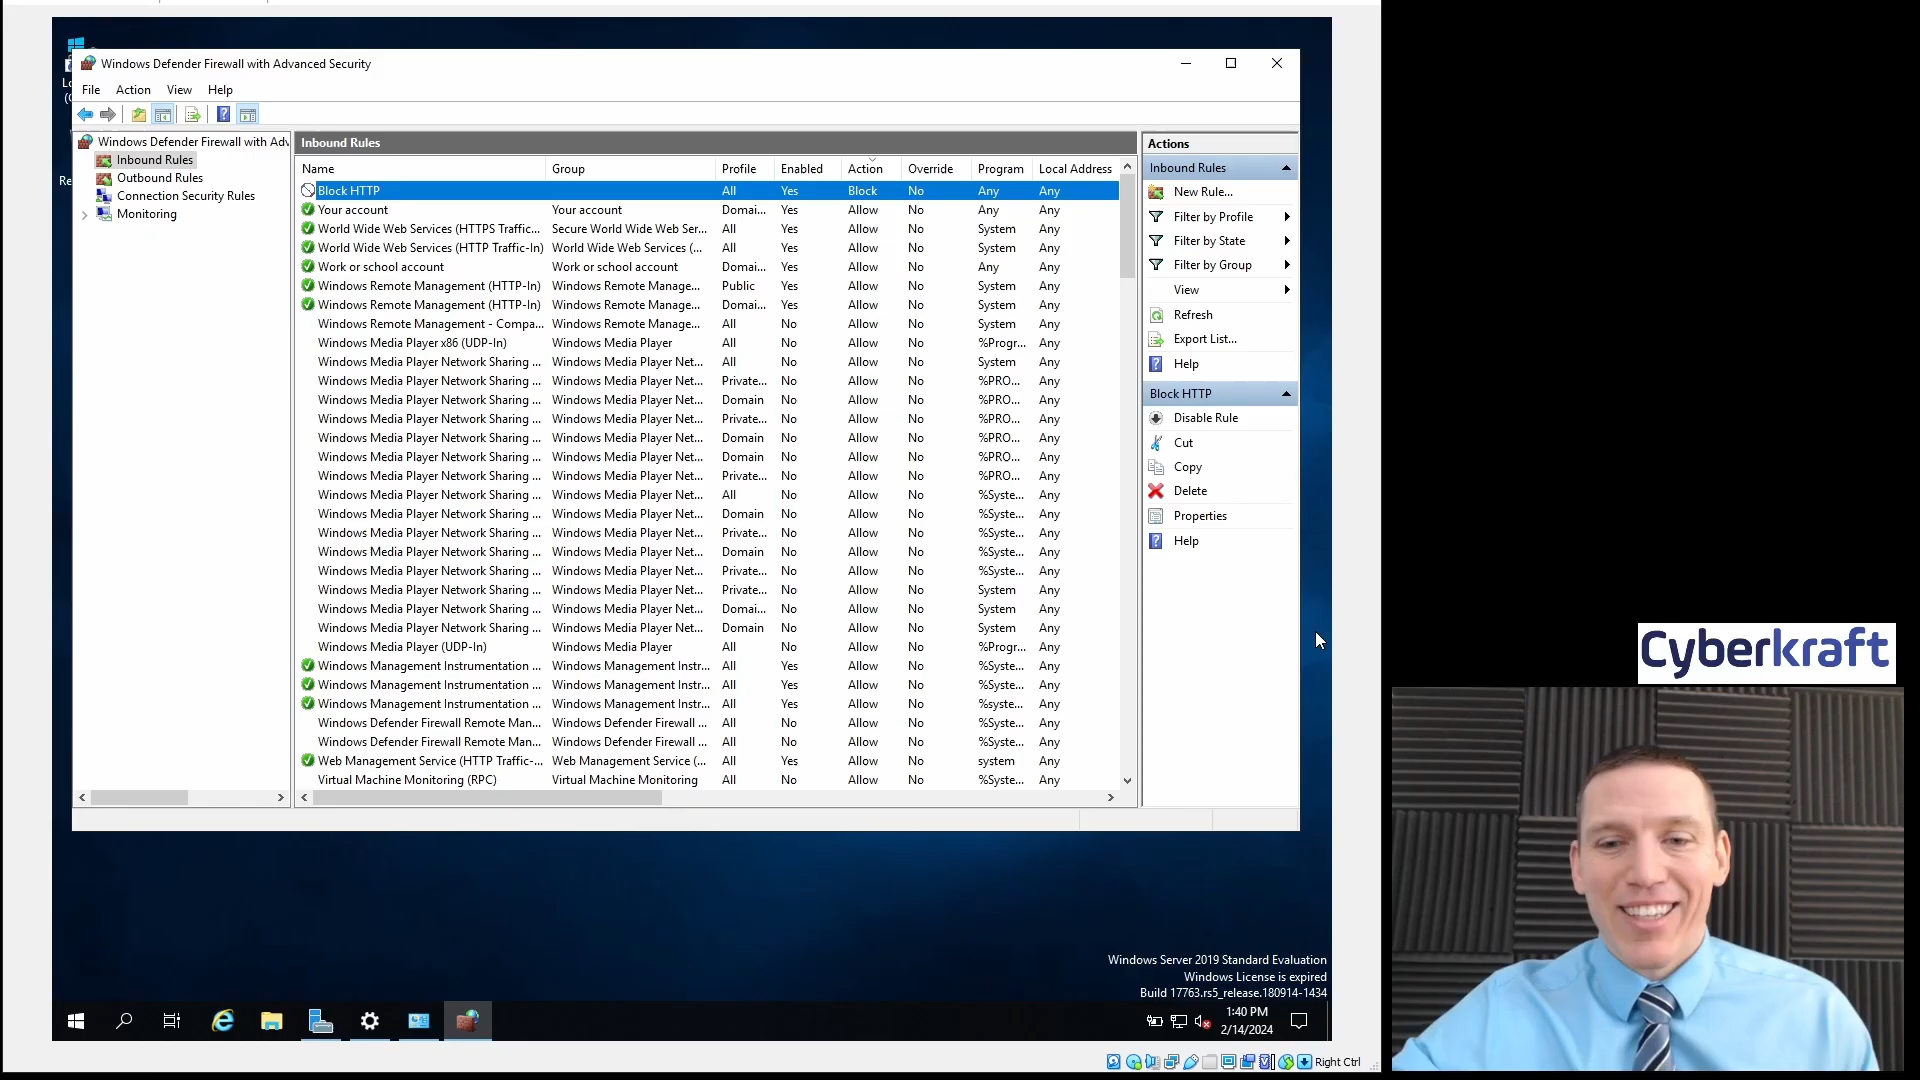 Windows Defender Firewall with Advanced Security
File Action View Help
Windows Defender Firewall with Adv
Inbound Rules
Outbound Rules
Connection Security Rules
Monitoring
Inbound Rules
Name Group Profile Enabled Action Override Program Local Address
Block HTTP All Yes Block No Any Any
Your account Your account Domai... Yes Allow No Any Any
World Wide Web Services (HTTPS Traffic... Secure World Wide Web Ser... All Yes Allow No System Any
World Wide Web Services (HTTP Traffic-In) World Wide Web Services (... All Yes Allow No System Any
Work or school account Work or school account Domai... Yes Allow No Any Any
Windows Remote Management (HTTP-In) Windows Remote Manage... Public Yes Allow No System Any
Windows Remote Management (HTTP-In) Windows Remote Manage... Domai... Yes Allow No System Any
Windows Remote Management - Compa... Windows Remote Manage... All No Allow No System Any
Windows Media Player x86 (UDP-In) Windows Media Player All No Allow No %Progr... Any
Windows Media Player Network Sharing ... Windows Media Player Net... All No Allow No System Any
Windows Media Player Network Sharing ... Windows Media Player Net... Private... No Allow No %PRO... Any
Windows Media Player Network Sharing ... Windows Media Player Net... Domain No Allow No %PRO... Any
Windows Media Player Network Sharing ... Windows Media Player Net... Private... No Allow No %PRO... Any
Windows Media Player Network Sharing ... Windows Media Player Net... Domain No Allow No %PRO... Any
Windows Media Player Network Sharing ... Windows Media Player Net... Domain No Allow No %PRO... Any
Windows Media Player Network Sharing ... Windows Media Player Net... Private... No Allow No %PRO... Any
Windows Media Player Network Sharing ... Windows Media Player Net... All No Allow No %Syste... Any
Windows Media Player Network Sharing ... Windows Media Player Net... Domain No Allow No %Syste... Any
Windows Media Player Network Sharing ... Windows Media Player Net... Private... No Allow No %Syste... Any
Windows Media Player Network Sharing ... Windows Media Player Net... Domain No Allow No %Syste... Any
Windows Media Player Network Sharing ... Windows Media Player Net... Private... No Allow No %Syste... Any
Windows Media Player Network Sharing ... Windows Media Player Net... Private... No Allow No System Any
Windows Media Player Network Sharing ... Windows Media Player Net... Domai... No Allow No System Any
Windows Media Player Network Sharing ... Windows Media Player Net... Domain No Allow No System Any
Windows Media Player (UDP-In) Windows Media Player All No Allow No %Progr... Any
Windows Management Instrumentation ... Windows Management Instr... All Yes Allow No %Syste... Any
Windows Management Instrumentation ... Windows Management Instr... All Yes Allow No %Syste... Any
Windows Management Instrumentation ... Windows Management Instr... All Yes Allow No %syste... Any
Windows Defender Firewall Remote Man... Windows Defender Firewall ... All No Allow No %Syste... Any
Windows Defender Firewall Remote Man... Windows Defender Firewall ... All No Allow No %Syste... Any
Web Management Service (HTTP Traffic-... Web Management Service (... All Yes Allow No system Any
Virtual Machine Monitoring (RPC) Virtual Machine Monitoring All No Allow No %Syste... Any
Actions
Inbound Rules
New Rule...
Filter by Profile
Filter by State
Filter by Group
View
Refresh
Export List...
Help
Block HTTP
Disable Rule
Cut
Copy
Delete
Properties
Help
Windows Server 2019 Standard Evaluation
Windows License is expired
Build 17763.rs5_release.180914-1434
1:40 PM
2/14/2024
Right Ctrl
Cyberkraft